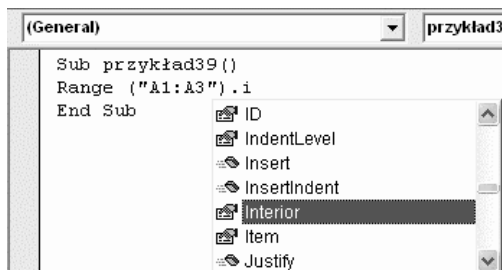 (General)
przykład3
Sub przykład39()
Range ("A1:A3").i
End Sub
ID
IndentLevel
Insert
InsertIndent
Interior
Item
Justify